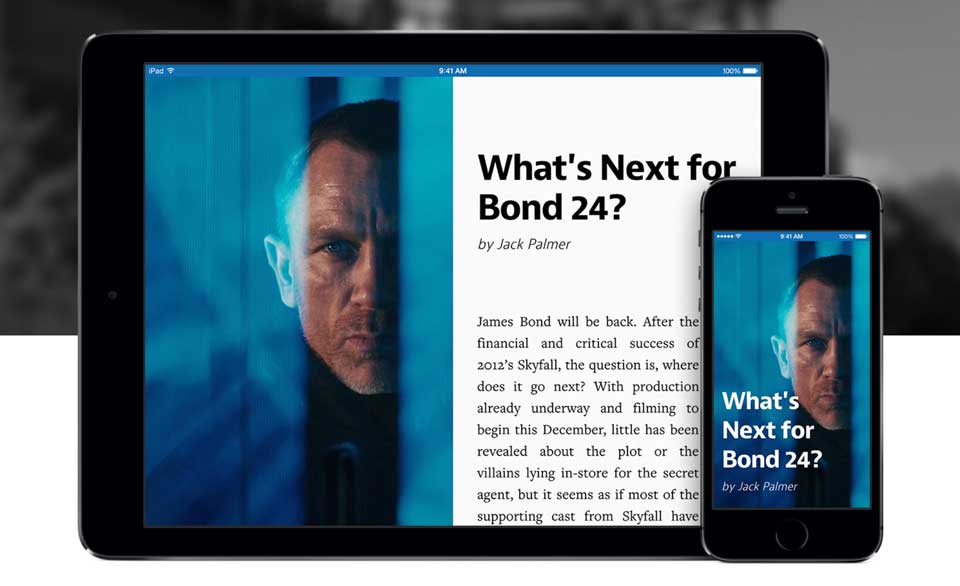 iPad 9:41 AM 100%
What's Next for
Bond 24?
by Jack Palmer
James Bond will be back. After the
financial and critical success of
2012's Skyfall, the question is, where
does it go next? With production
already underway and filming to
begin this December, little has been
revealed about the plot or the
villains lying in-store for the secret
agent, but it seems as if most of the
supporting cast from Skyfall have
9:41 AM 100%
What's
Next for
Bond 24?
by Jack Palmer